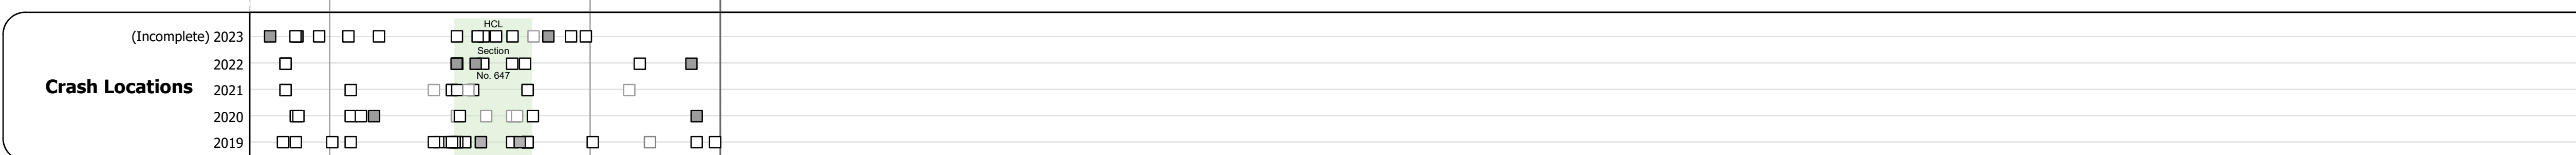 HCL
(Incomplete) 2023
Section
2022
No. 647
Crash Locations
2021
2020
2019